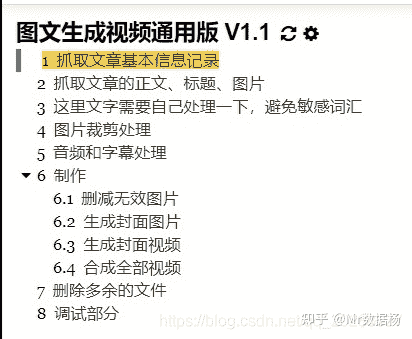 图文生成视频通用版 V1.1
1 抓取文章基本信息记录
2 抓取文章的正文、标题、图片
3 这里文字需要自己处理一下，避免敏感词汇
4 图片裁剪处理
5 音频和字幕处理
6 制作
6.1 删减无效图片
6.2 生成封面图片
6.3 生成封面视频
6.4 合成全部视频
7 删除多余的文件
8 调试部分
知乎 @Mr数据杨
https://blog.csdn.net/